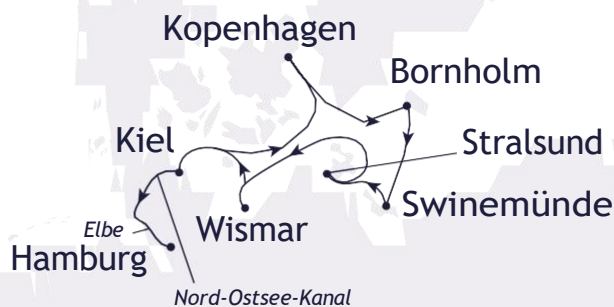 Kopenhagen
Bornholm
Kiel
Stralsund
Swinemünde
Wismar
Elbe
Hamburg
Nord-Ostsee-Kanal